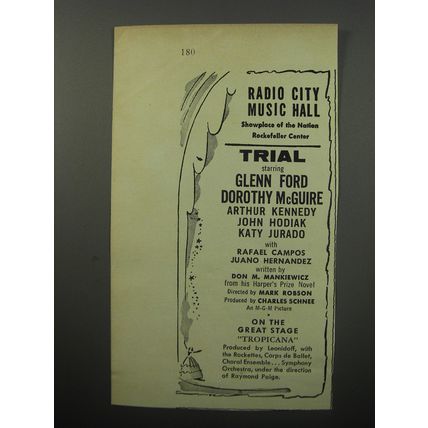 180
RADIO CITY
MUSIC HALL
Showplace of the Nation
Rockefeller Center
TRIAL
starring
GLENN FORD
DOROTHY McGUIRE
ARTHUR KENNEDY
JOHN HODIAK
KATY JURADO
with
RAFAEL CAMPOS
JUANO HERNANDEZ
written by
DON M. MANKIEWICZ
from his Harper's Prize Novel
Directed by MARK ROBSON
Produced by CHARLES SCHNEE
An M-G-M Picture
•
ON THE
GREAT STAGE
"TROPICANA"
Produced by Leonidoff, with
the Rockettes, Corps de Ballet,
Choral Ensemble... Symphony
Orchestra, under the direction
of Raymond Paige.